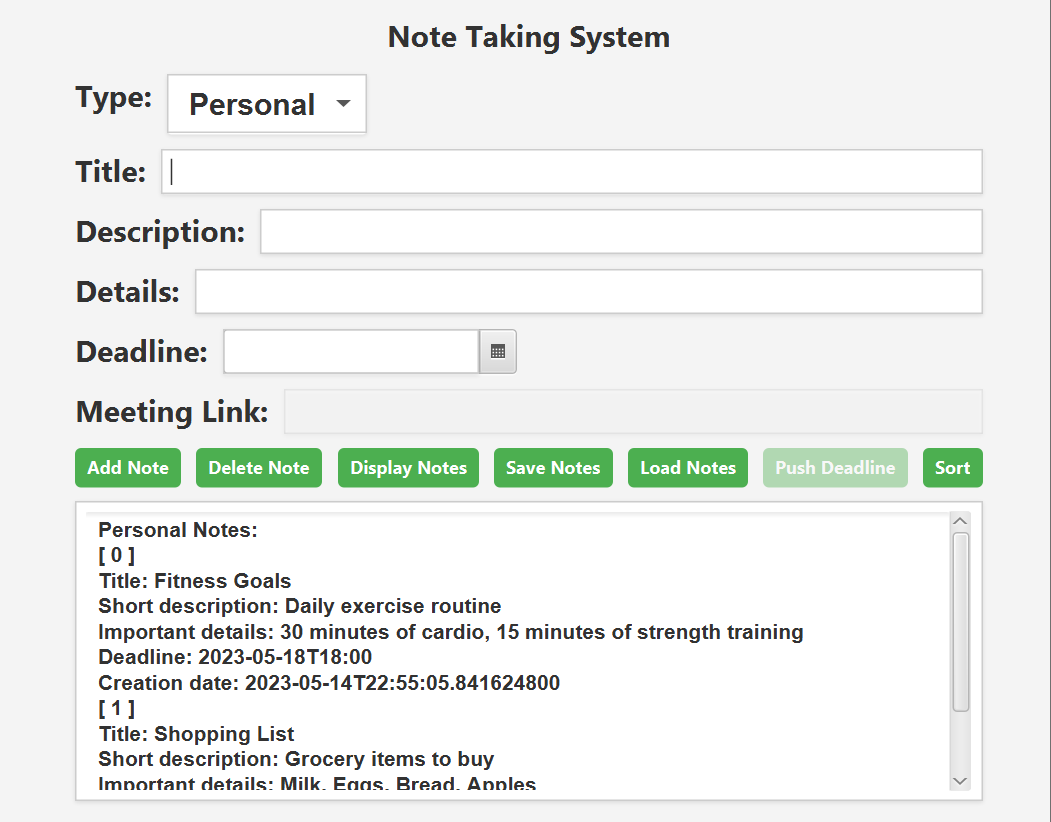 Note Taking System
Type: Personal
Title:
Description:
Details:
Deadline:
Meeting Link:
Add Note Delete Note Display Notes Save Notes Load Notes Push Deadline Sort
Personal Notes:
[ 0 ]
Title: Fitness Goals
Short description: Daily exercise routine
Important details: 30 minutes of cardio, 15 minutes of strength training
Deadline: 2023-05-18T18:00
Creation date: 2023-05-14T22:55:05.841624800
[ 1 ]
Title: Shopping List
Short description: Grocery items to buy
Important details: Milk, Eggs, Bread, Apples